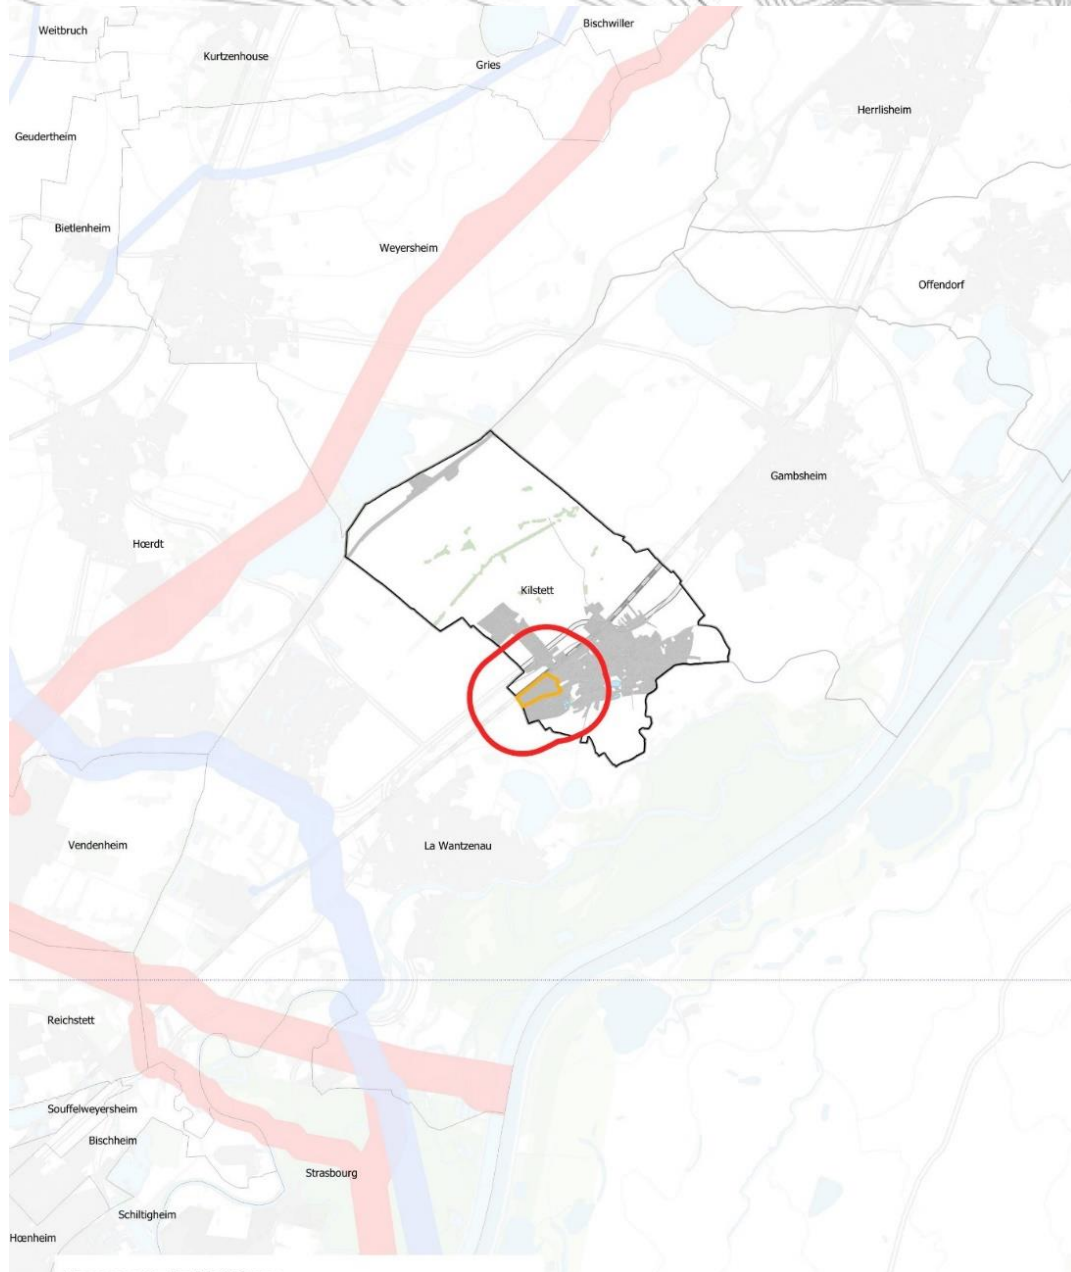 Bischwiller
Weitbruch
Kurtzenhouse
Gries
Herrlisheim
Geudertheim
Bietlenheim
Weyersheim
Offendorf
Gambsheim
Hœrdt
Kilstett
Vendenheim
La Wantzenau
Reichstett
Souffelweyersheim
Bischheim
Strasbourg
Schiltigheim
Hœnheim